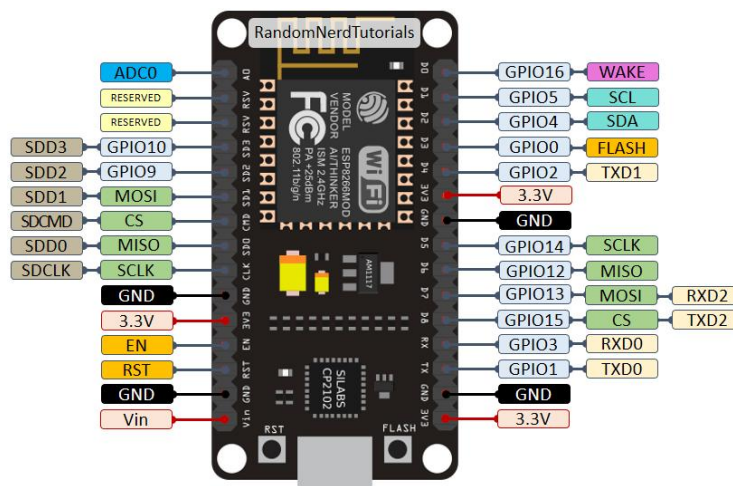 RandomNerdTutorials
ADC0
RESERVED
RESERVED
SDD3 GPIO10
SDD2 GPIO9
SDD1 MOSI
SDCMD CS
SDD0 MISO
SDCLK SCLK
GND
3.3V
EN
RST
GND
Vin
A0
RSV
RSV
SD3
SD2
SD1
CMD
SD0
CLK
GND
3V3
EN
RST
GND
Vin
MODEL ESP8266MOD
VENDOR AI/THINKER
ISM 2.4GHz
PA +25dBm
802.11b/g/n
FC
WiFi
AM1117
SILABS
CP2102
RST
FLASH
D0
D1
D2
D3
D4
3V3
GND
D5
D6
D7
D8
RX
TX
GND
3V3
GPIO16 WAKE
GPIO5 SCL
GPIO4 SDA
GPIO0 FLASH
GPIO2 TXD1
3.3V
GND
GPIO14 SCLK
GPIO12 MISO
GPIO13 MOSI RXD2
GPIO15 CS TXD2
GPIO3 RXD0
GPIO1 TXD0
GND
3.3V